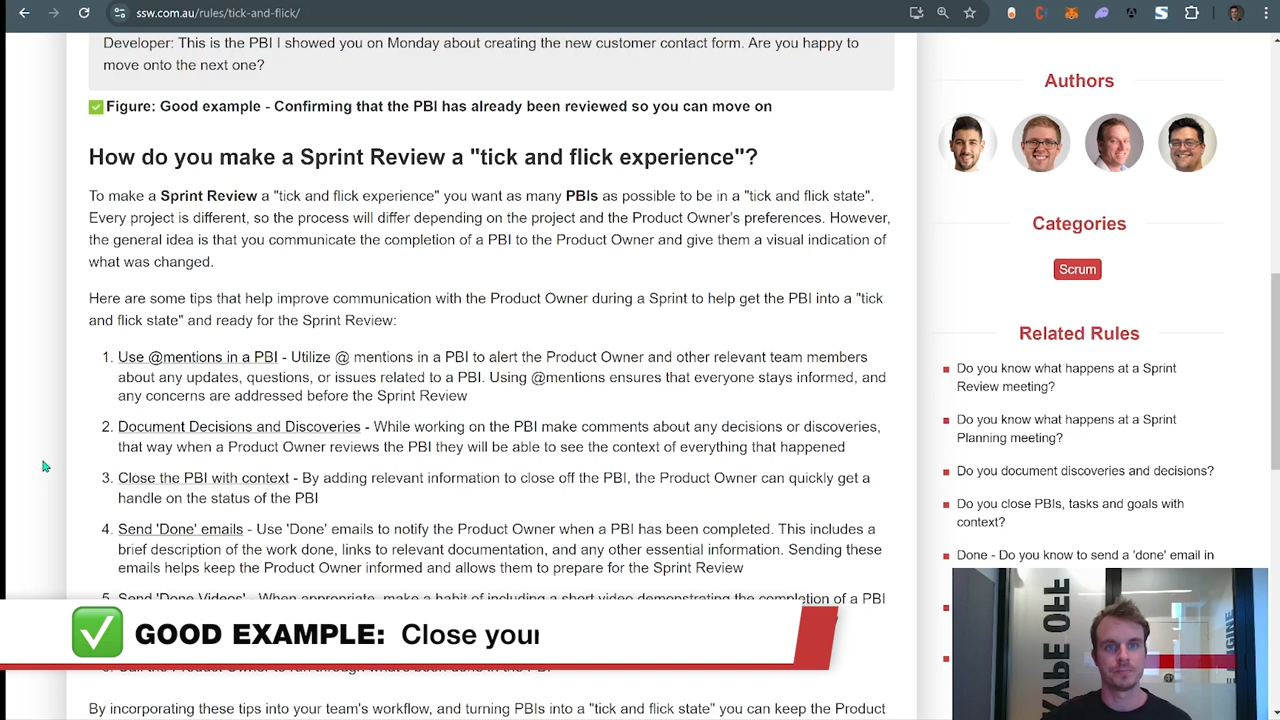 ssw.com.au/rules/tick-and-flick/
Developer: This is the PBI I showed you on Monday about creating the new customer contact form. Are you happy to
move onto the next one?
Figure: Good example - Confirming that the PBI has already been reviewed so you can move on
How do you make a Sprint Review a "tick and flick experience"?
To make a Sprint Review a "tick and flick experience" you want as many PBIs as possible to be in a "tick and flick state".
Every project is different, so the process will differ depending on the project and the Product Owner's preferences. However,
the general idea is that you communicate the completion of a PBI to the Product Owner and give them a visual indication of
what was changed.
Here are some tips that help improve communication with the Product Owner during a Sprint to help get the PBI into a "tick
and flick state" and ready for the Sprint Review:
1. Use @mentions in a PBI - Utilize @ mentions in a PBI to alert the Product Owner and other relevant team members
about any updates, questions, or issues related to a PBI. Using @mentions ensures that everyone stays informed, and
any concerns are addressed before the Sprint Review
2. Document Decisions and Discoveries - While working on the PBI make comments about any decisions or discoveries,
that way when a Product Owner reviews the PBI they will be able to see the context of everything that happened
3. Close the PBI with context - By adding relevant information to close off the PBI, the Product Owner can quickly get a
handle on the status of the PBI
4. Send 'Done' emails - Use 'Done' emails to notify the Product Owner when a PBI has been completed. This includes a
brief description of the work done, links to relevant documentation, and any other essential information. Sending these
emails helps keep the Product Owner informed and allows them to prepare for the Sprint Review
5. Send 'Done Videos' - When appropriate, make a habit of including a short video demonstrating the completion of a PBI
GOOD EXAMPLE: Close your
By incorporating these tips into your team's workflow, and turning PBIs into a "tick and flick state" you can keep the Product
Authors
Categories
Scrum
Related Rules
Do you know what happens at a Sprint
Review meeting?
Do you know what happens at a Sprint
Planning meeting?
Do you document discoveries and decisions?
Do you close PBIs, tasks and goals with
context?
Done - Do you know to send a 'done' email in
YPE OFF